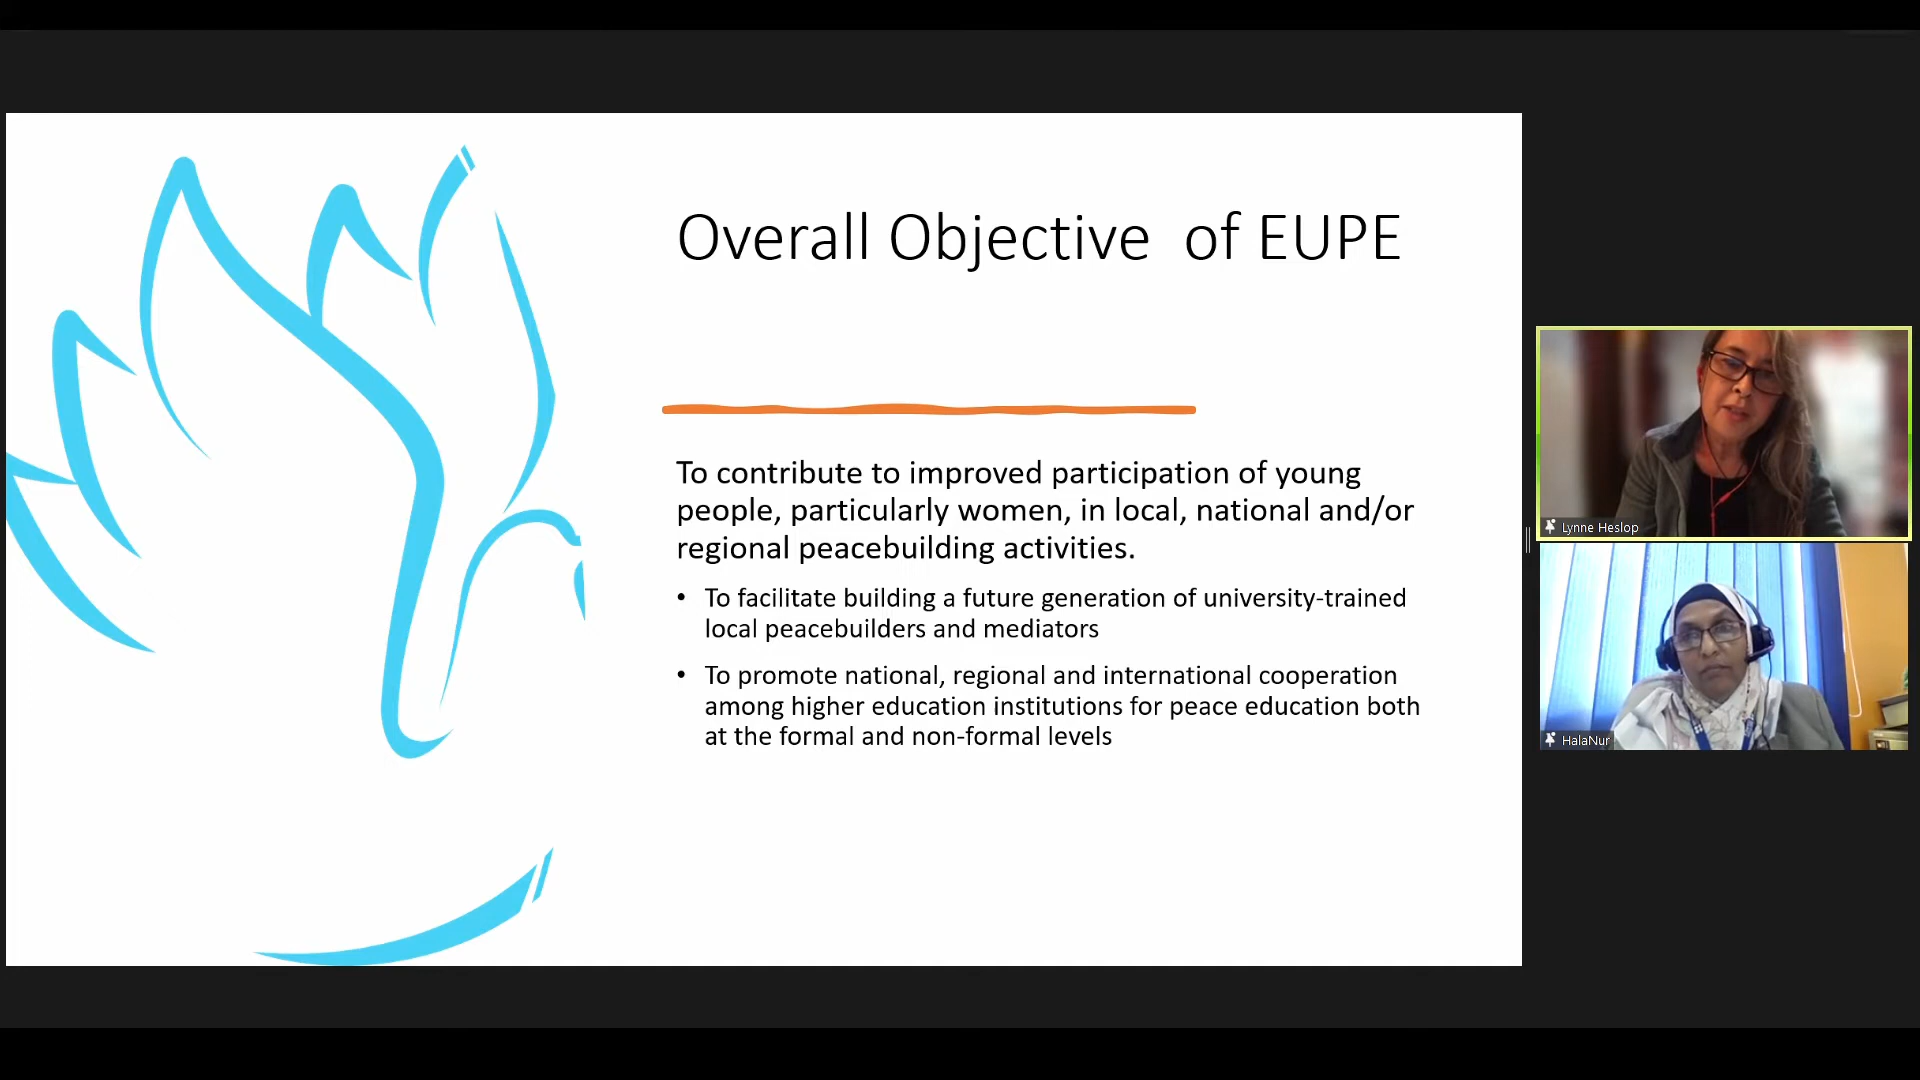 Overall Objective of EUPE
To contribute to improved participation of young
people, particularly women, in local, national and/or
regional peacebuilding activities.
• To facilitate building a future generation of university-trained
local peacebuilders and mediators
• To promote national, regional and international cooperation
among higher education institutions for peace education both
at the formal and non-formal levels
Lynne Heslop
HalaNur